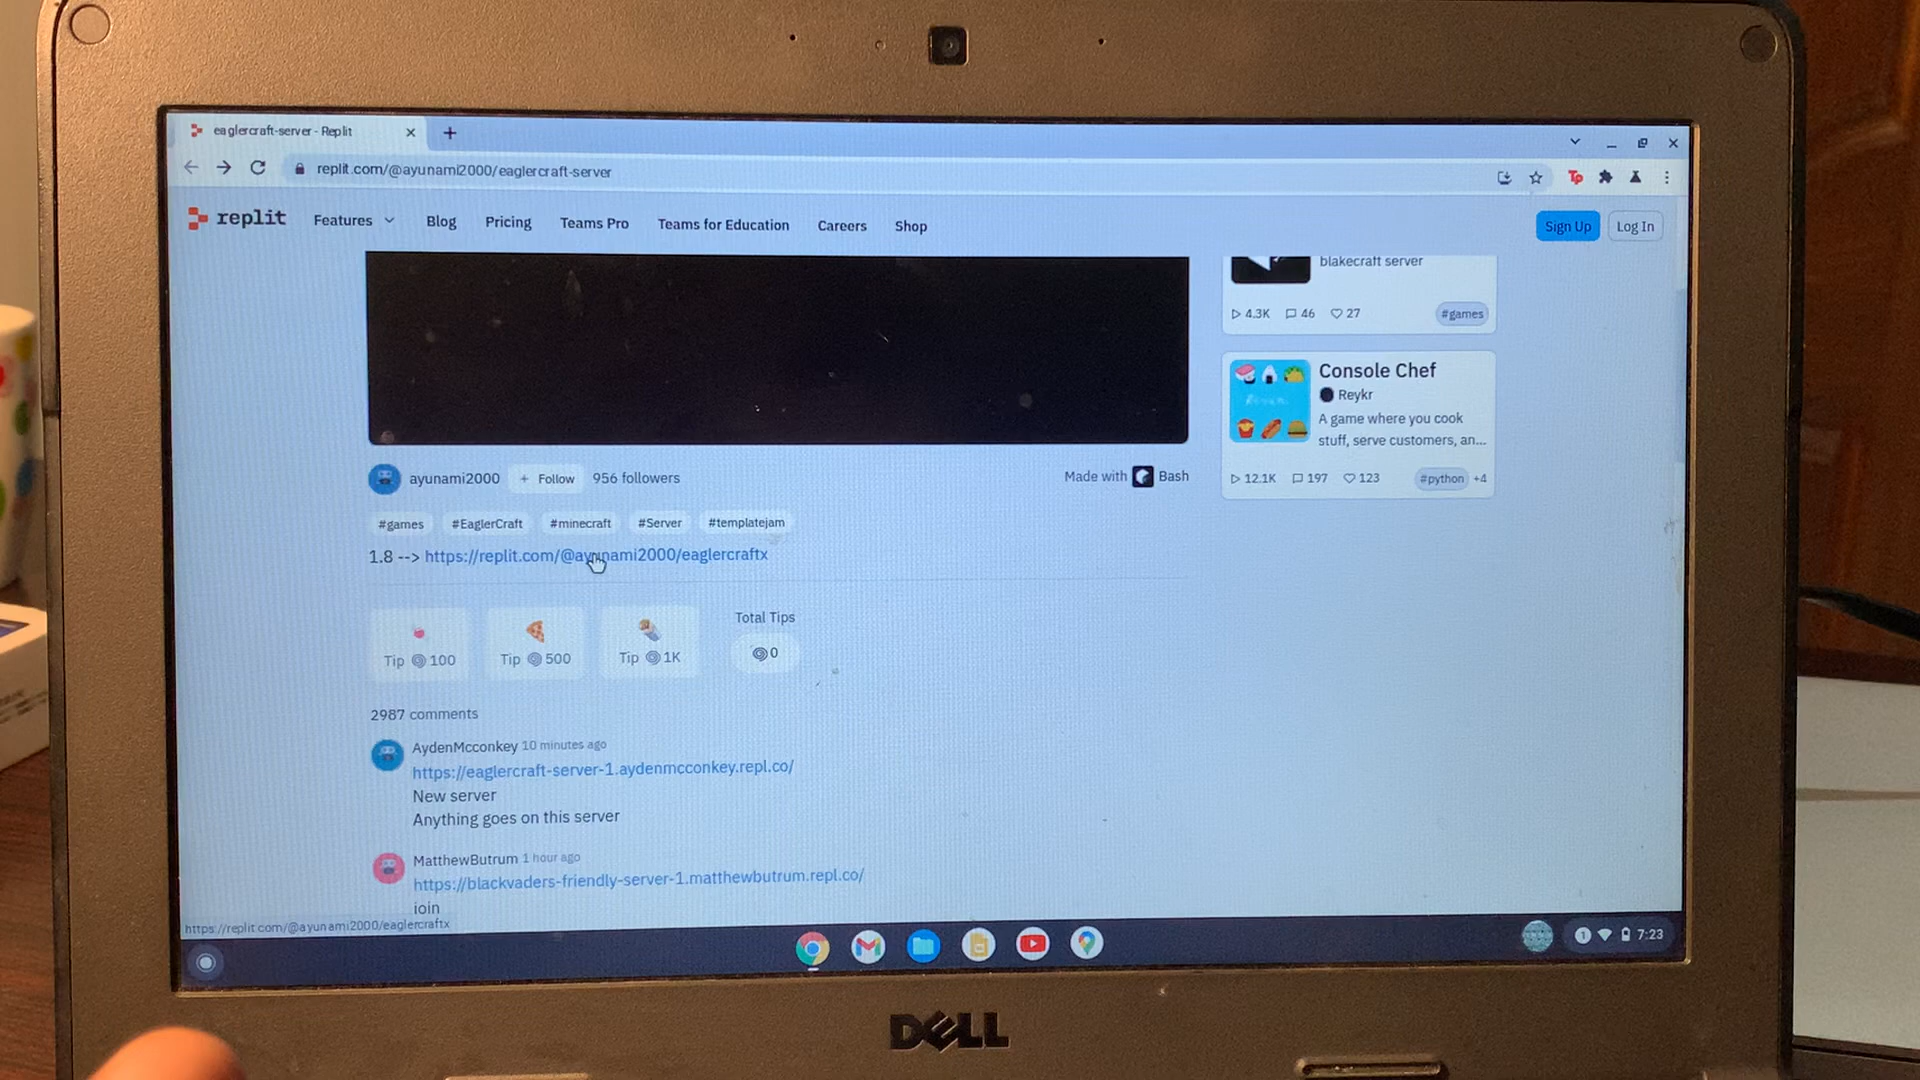 eaglercraft-server - Replit
replit.com/@ayunami2000/eaglercraft-server
Tp
replit Features Blog Pricing Teams Pro Teams for Education Careers Shop Sign Up Log In
blakecraft server
4.3K 46 27 #games
Console Chef
Reykr
A game where you cook
stuff, serve customers, an...
12.1K 197 123 #python +4
ayunami2000 + Follow 956 followers Made with Bash
#games #EaglerCraft #minecraft #Server #templatejam
1.8 --> https://replit.com/@ayunami2000/eaglercraftx
Total Tips
Tip 100 Tip 500 Tip 1K 0
2987 comments
AydenMcconkey 10 minutes ago
https://eaglercraft-server-1.aydenmcconkey.repl.co/
New server
Anything goes on this server
MatthewButrum 1 hour ago
https://blackvaders-friendly-server-1.matthewbutrum.repl.co/
join
https://replit.com/@ayunami2000/eaglercraftx
1 7:23
DELL